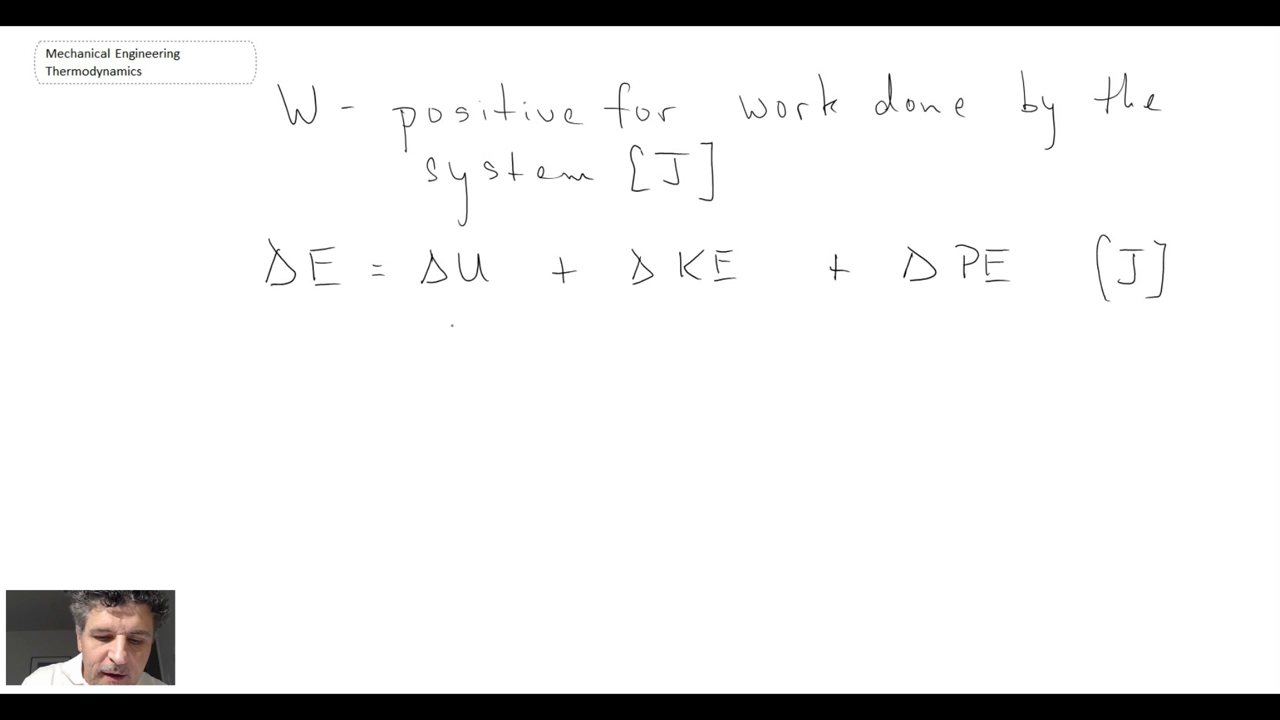 Mechanical Engineering
Thermodynamics
W - positive for work done by the
system [J]
ΔE = ΔU + ΔKE + ΔPE [J]